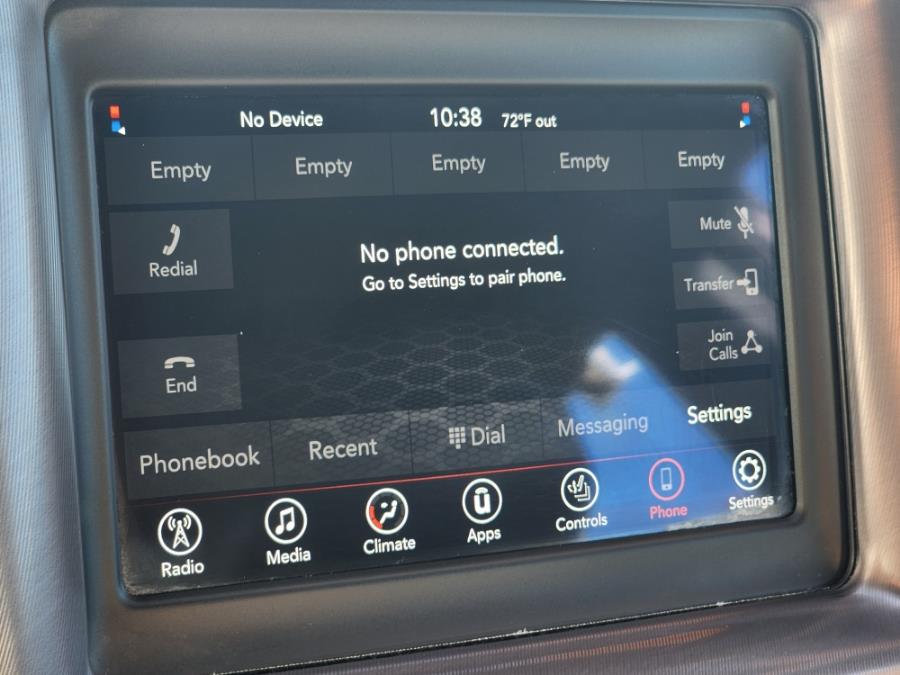 No Device 10:38 72°F out
Empty Empty Empty Empty Empty
Redial
Mute
No phone connected.
Go to Settings to pair phone.
Transfer
Join
Calls
End
Phonebook Recent Dial Messaging Settings
Radio Media Climate Apps Controls Phone Settings